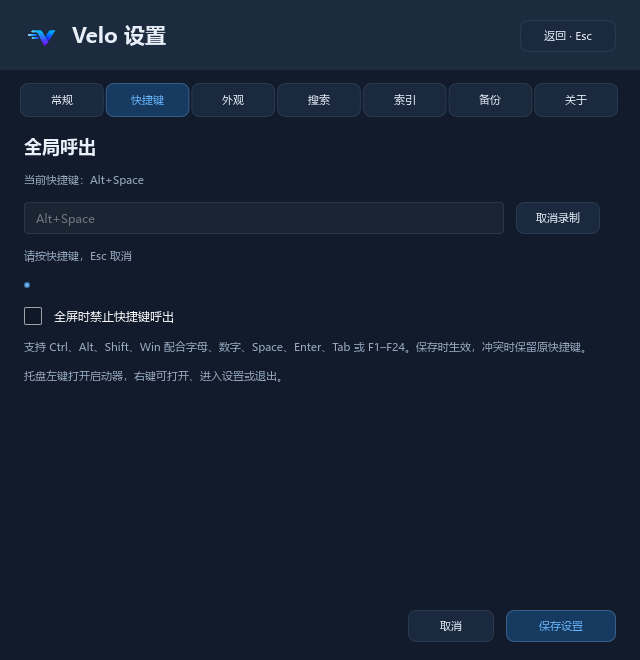 Velo 设置
返回 · Esc
常规 快捷键 外观 搜索 索引 备份 关于
全局呼出
当前快捷键：Alt+Space
Alt+Space
取消录制
请按快捷键，Esc 取消
全屏时禁止快捷键呼出
支持 Ctrl、Alt、Shift、Win 配合字母、数字、Space、Enter、Tab 或 F1–F24。保存时生效，冲突时保留原快捷键。
托盘左键打开启动器，右键可打开、进入设置或退出。
取消
保存设置